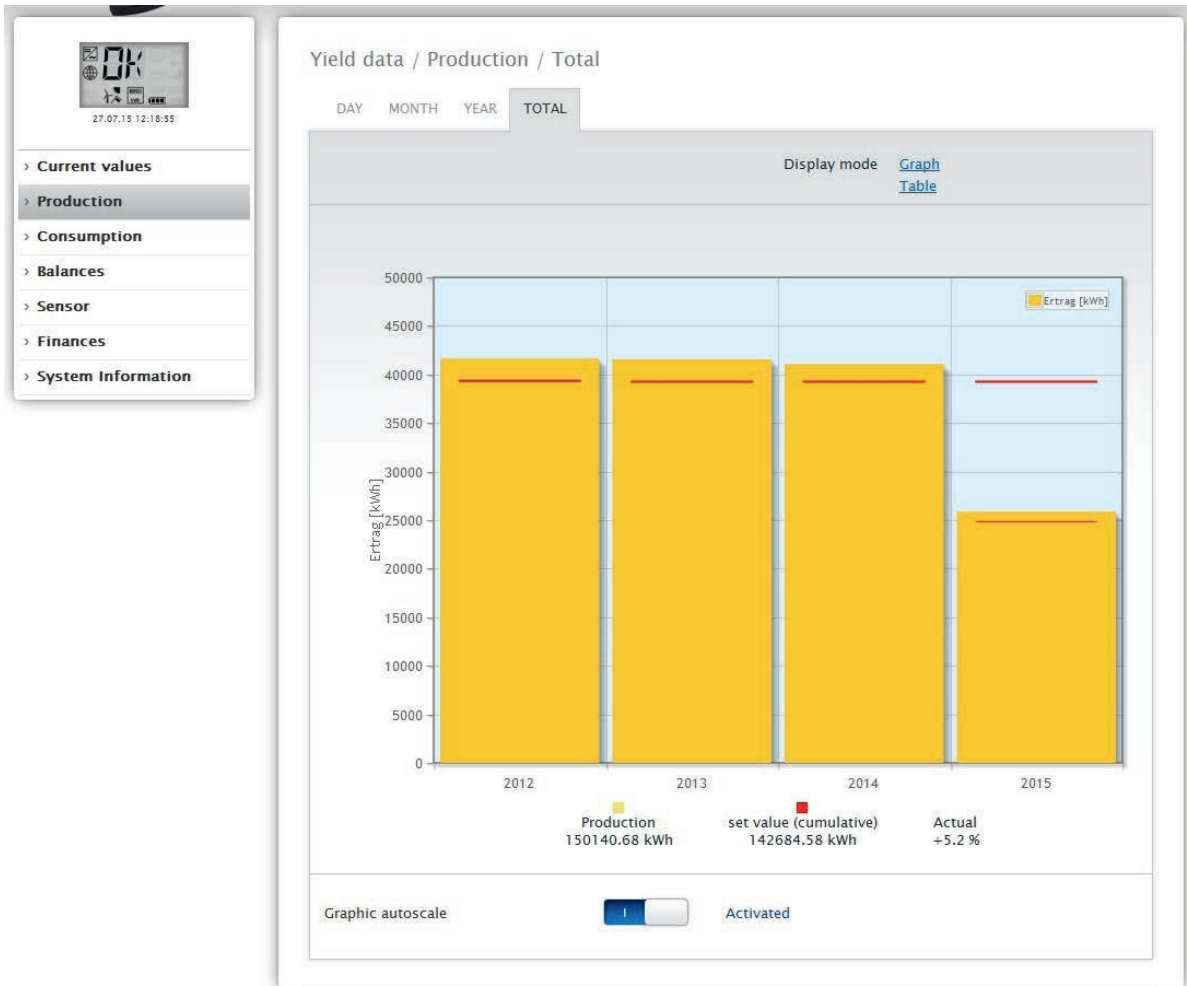 OK
27.07.15 12:18:55
› Current values
› Production
› Consumption
› Balances
› Sensor
› Finances
› System Information
Yield data / Production / Total
DAY MONTH YEAR TOTAL
Display mode Graph
Table
50000
45000
40000
35000
30000
25000
20000
15000
10000
5000
0
Ertrag [kWh]
Ertrag [kWh]
2012 2013 2014 2015
Production set value (cumulative) Actual
150140.68 kWh 142684.58 kWh +5.2 %
Graphic autoscale I Activated